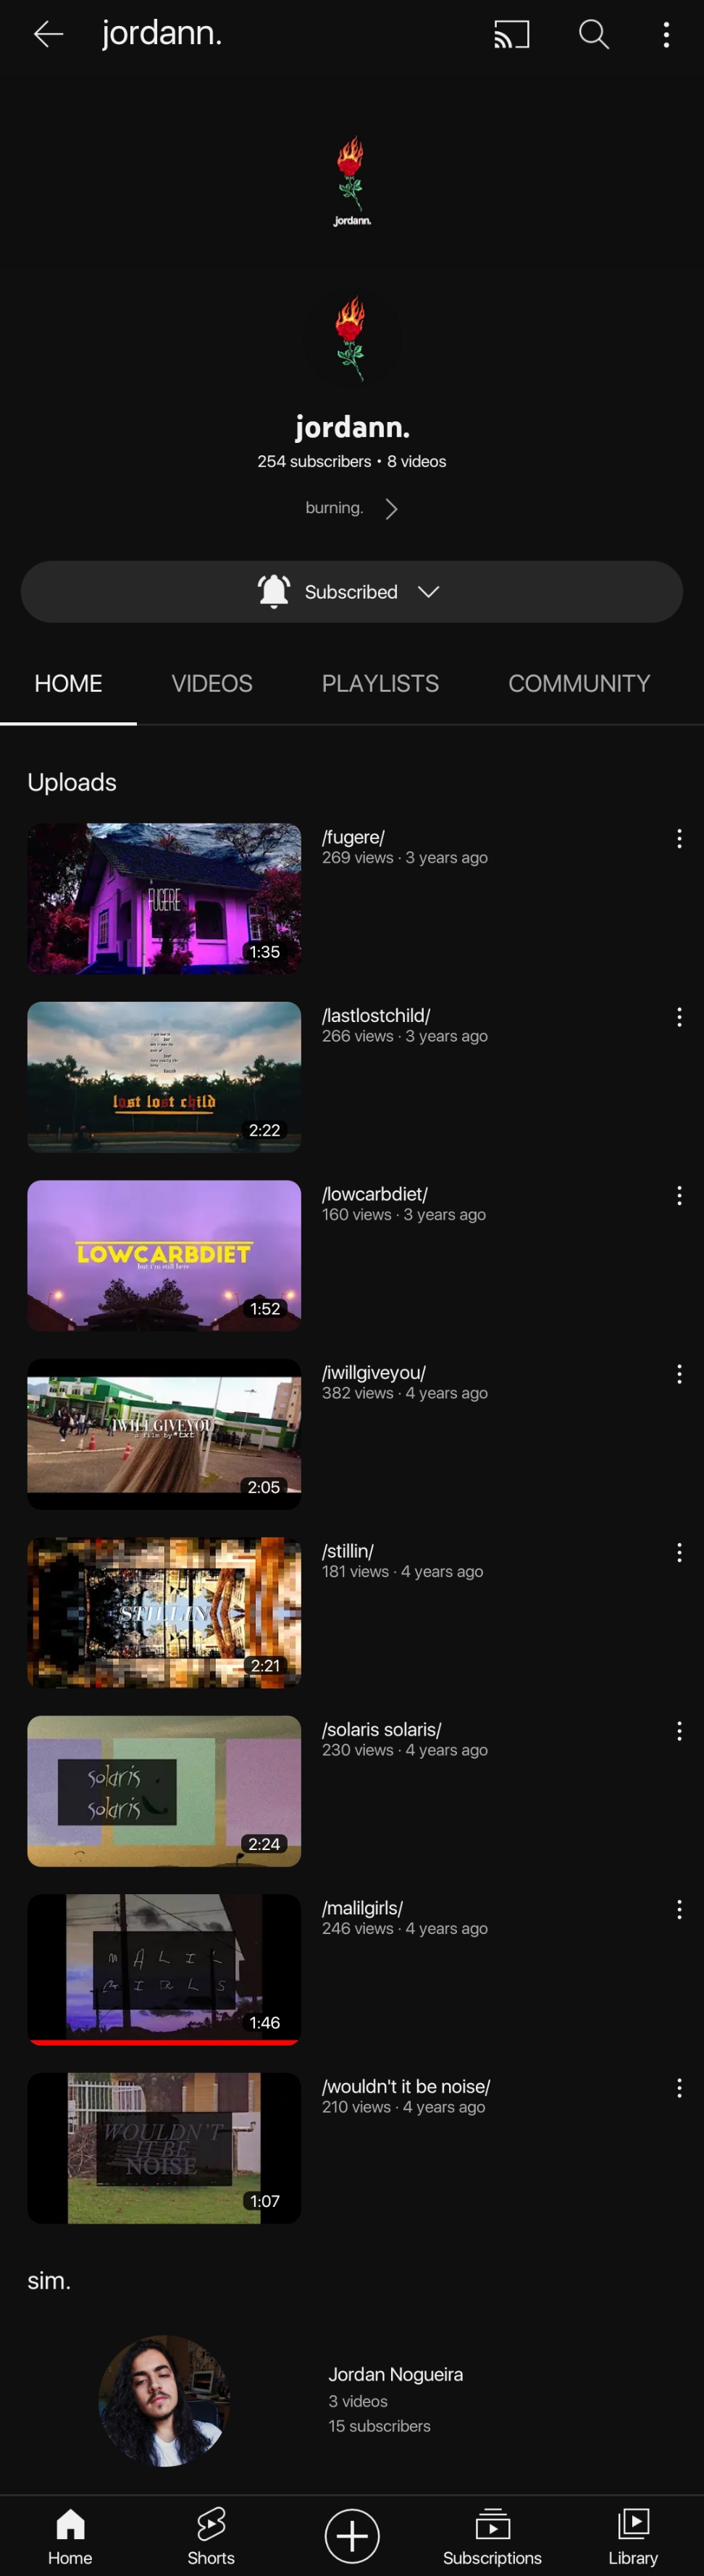 jordann.
jordann.
jordann.
254 subscribers • 8 videos
burning.
Subscribed
HOME
VIDEOS
PLAYLISTS
COMMUNITY
Uploads
FUGERE
1:35
/fugere/
269 views · 3 years ago
lost lost child
2:22
/lastlostchild/
266 views · 3 years ago
LOWCARBDIET
but i'm still here
1:52
/lowcarbdiet/
160 views · 3 years ago
IWILLGIVEYOU
a film by *txt
2:05
/iwillgiveyou/
382 views · 4 years ago
STILLIN
2:21
/stillin/
181 views · 4 years ago
solaris
solaris
2:24
/solaris solaris/
230 views · 4 years ago
MALIL
GIRLS
1:46
/malilgirls/
246 views · 4 years ago
WOULDN'T
IT BE
NOISE
1:07
/wouldn't it be noise/
210 views · 4 years ago
sim.
Jordan Nogueira
3 videos
15 subscribers
Home
Shorts
Subscriptions
Library